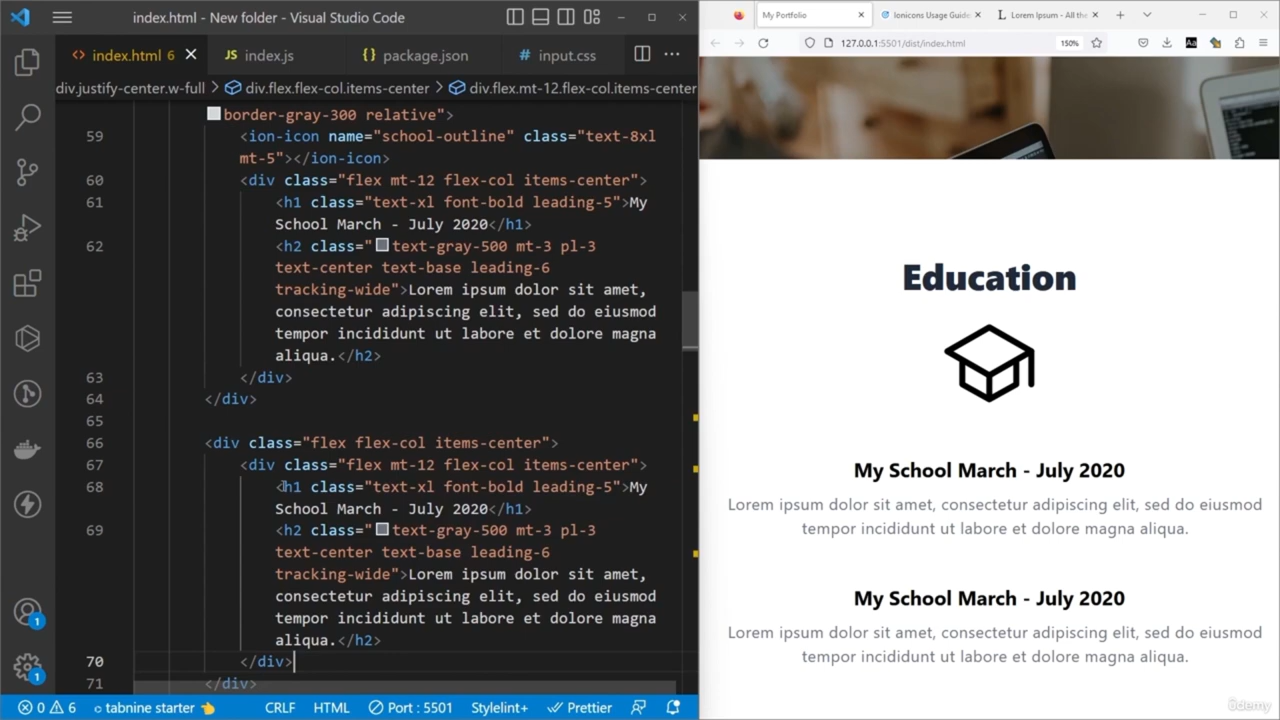 index.html - New folder - Visual Studio Code
index.html 6
JS index.js
{} package.json
# input.css
div.justify-center.w-full > div.flex.flex-col.items-center > div.flex.mt-12.flex-col.items-center
border-gray-300 relative">
59 <ion-icon name="school-outline" class="text-8xl
mt-5"></ion-icon>
60 <div class="flex mt-12 flex-col items-center">
61 <h1 class="text-xl font-bold leading-5">My
School March - July 2020</h1>
62 <h2 class="text-gray-500 mt-3 pl-3
text-center text-base leading-6
tracking-wide">Lorem ipsum dolor sit amet,
consectetur adipiscing elit, sed do eiusmod
tempor incididunt ut labore et dolore magna
aliqua.</h2>
63 </div>
64 </div>
65
66 <div class="flex flex-col items-center">
67 <div class="flex mt-12 flex-col items-center">
68 <h1 class="text-xl font-bold leading-5">My
School March - July 2020</h1>
69 <h2 class="text-gray-500 mt-3 pl-3
text-center text-base leading-6
tracking-wide">Lorem ipsum dolor sit amet,
consectetur adipiscing elit, sed do eiusmod
tempor incididunt ut labore et dolore magna
aliqua.</h2>
70 </div>
71 </div>
1
1
0 6 tabnine starter CRLF HTML Port : 5501 Stylelint+ Prettier
My Portfolio
Ionicons Usage Guide
Lorem Ipsum - All the
127.0.0.1:5501/dist/index.html
150%
Education
My School March - July 2020
Lorem ipsum dolor sit amet, consectetur adipiscing elit, sed do eiusmod
tempor incididunt ut labore et dolore magna aliqua.
My School March - July 2020
Lorem ipsum dolor sit amet, consectetur adipiscing elit, sed do eiusmod
tempor incididunt ut labore et dolore magna aliqua.
ûdemy